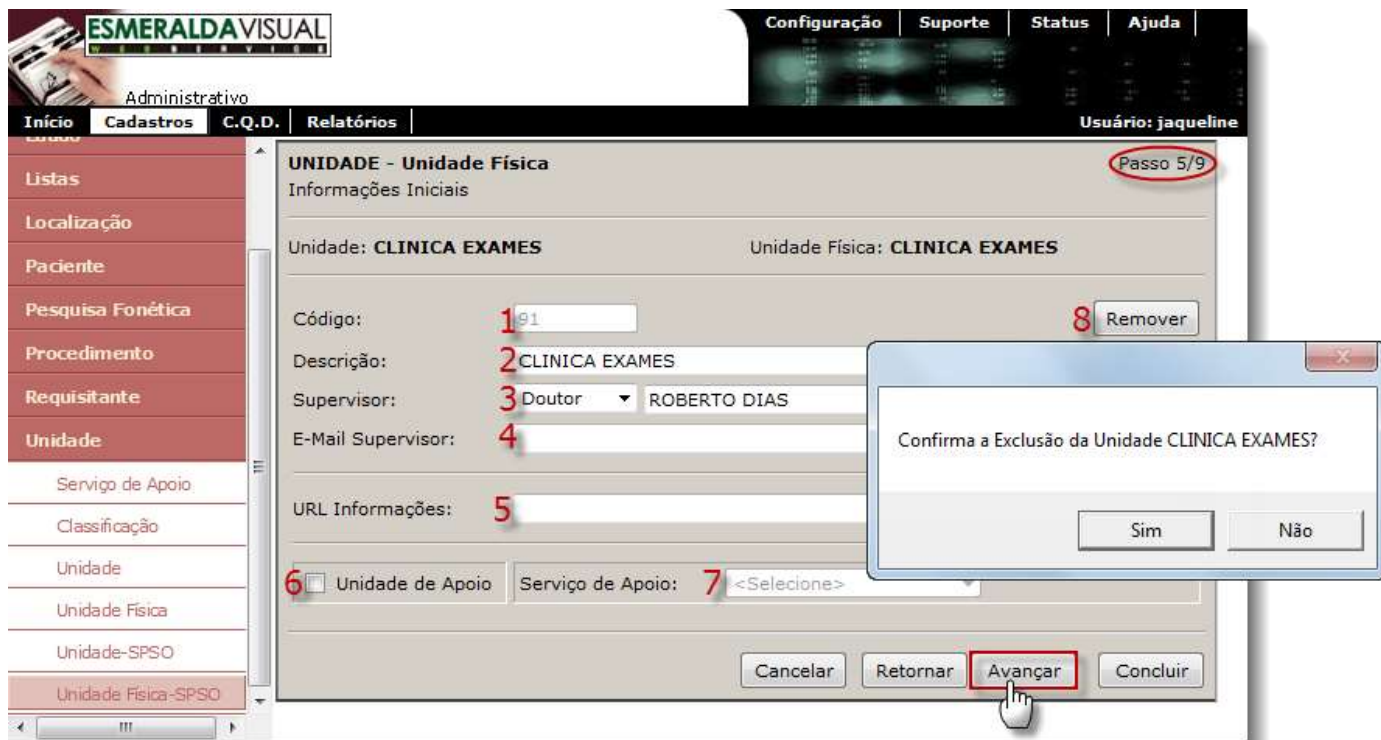 ESMERALDAVISUAL
WEBSERVICE
Administrativo
Configuração Suporte Status Ajuda
Início Cadastros C.Q.D. Relatórios
Usuário: jaqueline
Listas
Localização
Paciente
Pesquisa Fonética
Procedimento
Requisitante
Unidade
Serviço de Apoio
Classificação
Unidade
Unidade Física
Unidade-SPSO
Unidade Física-SPSO
UNIDADE - Unidade Física
Passo 5/9
Informações Iniciais
Unidade: CLINICA EXAMES Unidade Física: CLINICA EXAMES
Código: 1 91 8 Remover
Descrição: 2 CLINICA EXAMES
Supervisor: 3 Doutor ROBERTO DIAS
E-Mail Supervisor: 4
URL Informações: 5
6 Unidade de Apoio Serviço de Apoio: 7 <Selecione>
Cancelar Retornar Avançar Concluir
Confirma a Exclusão da Unidade CLINICA EXAMES?
Sim Não